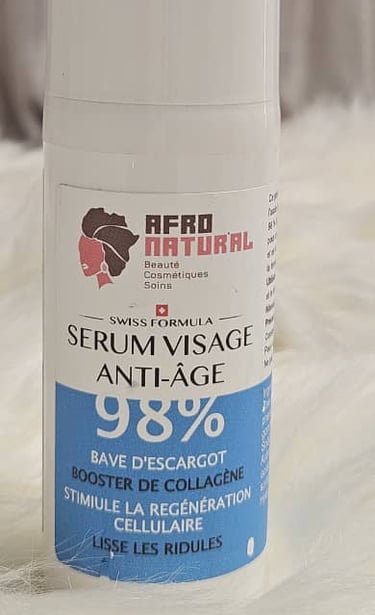 AFRO
NATURAL
Beauté
Cosmétiques
Soins
SWISS FORMULA
SERUM VISAGE
ANTI-ÂGE
98%
BAVE D'ESCARGOT
BOOSTER DE COLLAGÈNE
STIMIULE LA REGÉNÉRATION
CELLULAIRE
LISSE LES RIDULES